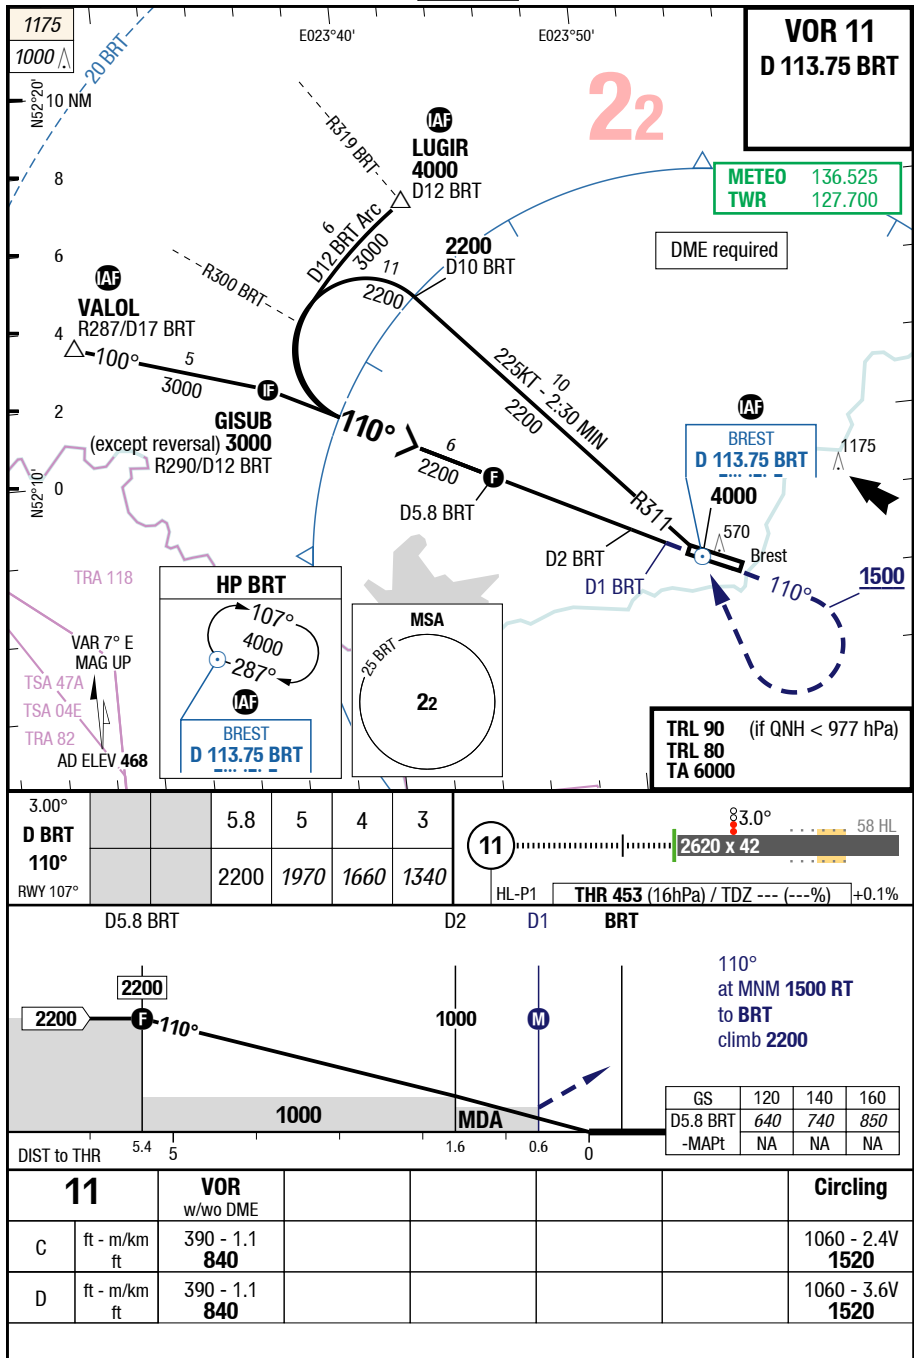 1175
1000
20 BRT
E023°40'
E023°50'
VOR 11
D 113.75 BRT
N52°20'
10 NM
8
6
4
2
0
N52°10'
22
METEO 136.525
TWR 127.700
DME required
R319 BRT
IAF
LUGIR
4000
D12 BRT
6
D12 BRT Arc
3000
11
2200
2200
D10 BRT
R300 BRT
IAF
VALOL
R287/D17 BRT
100°
5
3000
IF
GISUB
(except reversal) 3000
R290/D12 BRT
110°
6
2200
F
D5.8 BRT
10
225KT - 2:30 MIN
2200
R311
IAF
BREST
D 113.75 BRT
4000
1175
570
Brest
D2 BRT
D1 BRT
110°
1500
TRA 118
VAR 7° E
MAG UP
TSA 47A
TSA 04E
TRA 82
AD ELEV 468
HP BRT
107°
4000
287°
IAF
BREST
D 113.75 BRT
MSA
25 BRT
22
TRL 90 (if QNH < 977 hPa)
TRL 80
TA 6000
3.00°
D BRT
110°
RWY 107°
5.8 5 4 3
2200 1970 1660 1340
11
3.0°
58 HL
2620 x 42
HL-P1
THR 453 (16hPa) / TDZ --- (---%)
+0.1%
D5.8 BRT D2 D1 BRT
2200
2200
F
110°
1000
M
110°
at MNM 1500 RT
to BRT
climb 2200
1000
MDA
GS 120 140 160
D5.8 BRT 640 740 850
-MAPt NA NA NA
DIST to THR 5.4 5 1.6 0.6 0
11 VOR Circling
w/wo DME
C ft - m/km 390 - 1.1 1060 - 2.4V
ft 840 1520
D ft - m/km 390 - 1.1 1060 - 3.6V
ft 840 1520